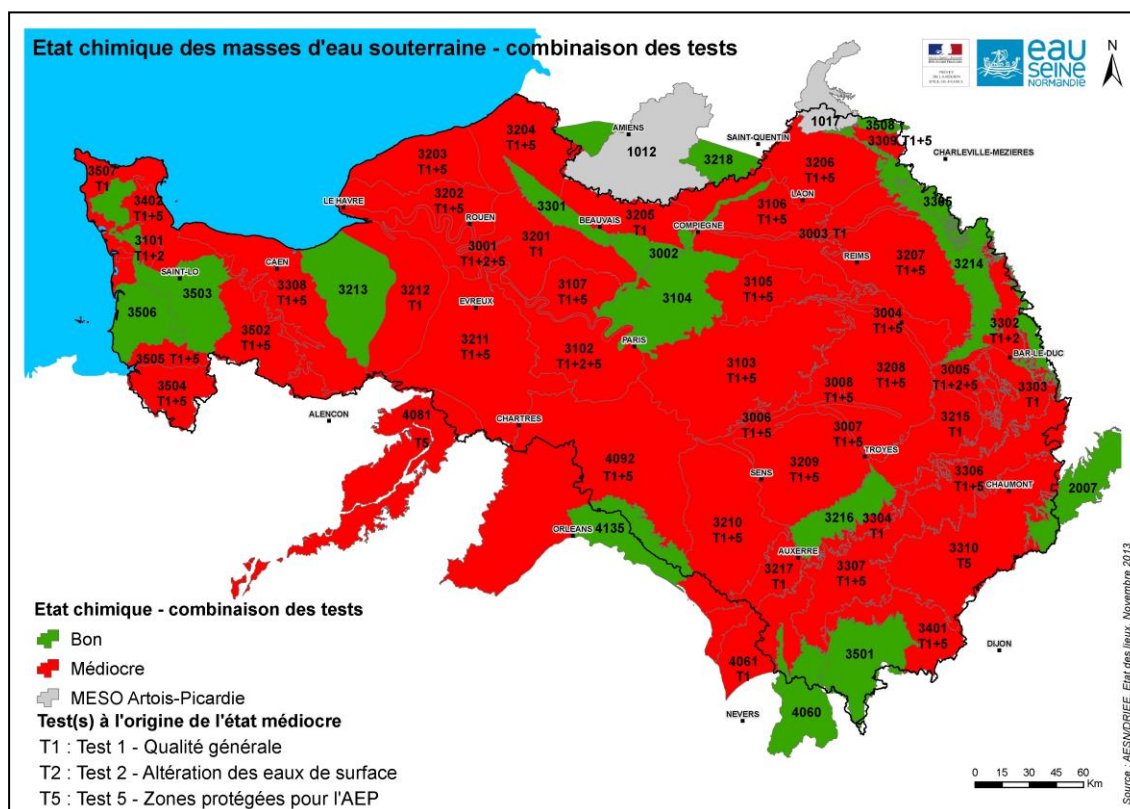 Etat chimique des masses d'eau souterraine - combinaison des tests
eau
SEINE
NORMANDIE
N
AMIENS
1012
SAINT-QUENTIN
3218
1017
3508
3309 T1+5
CHARLEVILLE-MEZIERES
3204
T1+5
3203
T1+5
3202
T1+5
LE HAVRE
ROUEN
3001
T1+2+5
3301
BEAUVAIS
3205
T1
COMPIEGNE
3206
T1+5
LAON
3106
T1+5
3003 T1
REIMS
3207
T1+5
3305
3214
3507
T1
3402
T1+5
3101
T1+2
SAINT-LO
3503
3506
CAEN
3308
T1+5
3213
3212
T1
3201
T1
3107
T1+5
3002
3104
3105
T1+5
EVREUX
3211
T1+5
PARIS
3102
T1+2+5
3004
T1+5
3302
T1+2
BAR-LE-DUC
3502
T1+5
3505 T1+5
3504
T1+5
3103
T1+5
3008
T1+5
3208
T1+5
3005
T1+2+5
3303
T1
ALENCON
4081
T5
CHARTRES
3006
T1+5
3007
T1+5
TROYES
3215
T1
4092
T1+5
SENS
3209
T1+5
3306
T1+5
CHAUMONT
2007
ORLEANS
4135
3210
T1+5
3216
3304
T1
AUXERRE
3217
T1
3307
T1+5
3310
T5
3501
3401
T1+5
DIJON
4061
T1
NEVERS
4060
Etat chimique - combinaison des tests
Bon
Médiocre
MESO Artois-Picardie
Test(s) à l'origine de l'état médiocre
T1 : Test 1 - Qualité générale
T2 : Test 2 - Altération des eaux de surface
T5 : Test 5 - Zones protégées pour l'AEP
0 15 30 45 60
Km
Source : AESN/DRIEE, Etat des lieux, Novembre 2013